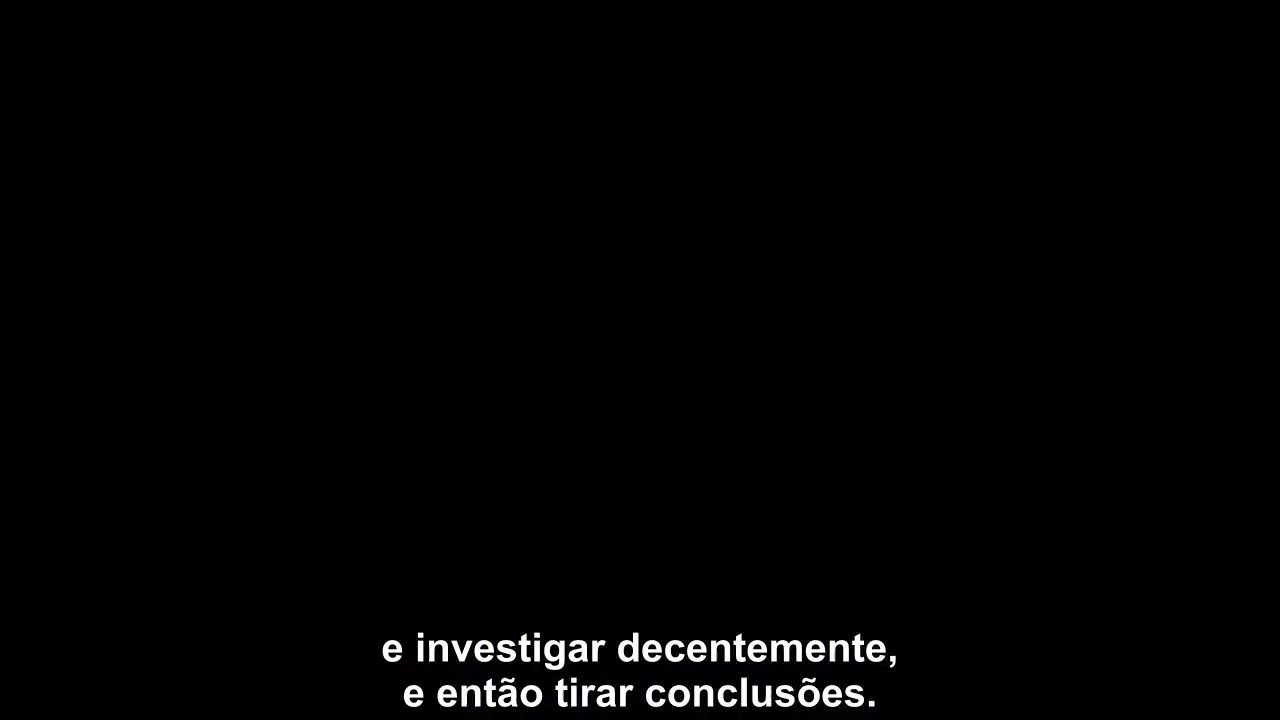 e investigar decentemente,
e então tirar conclusões.